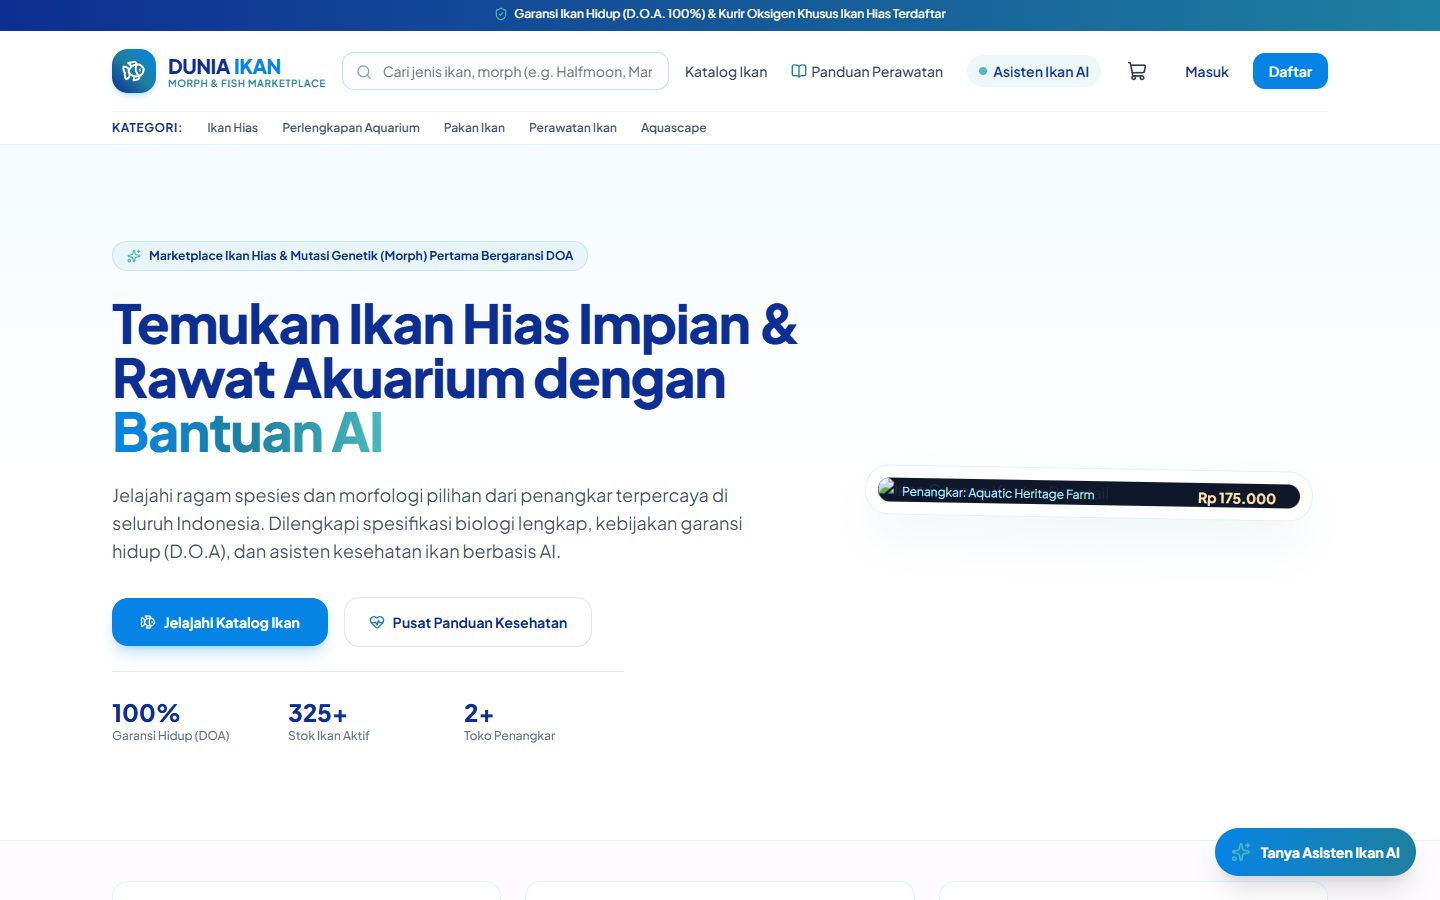 Garansi Ikan Hidup (D.O.A. 100%) & Kurir Oksigen Khusus Ikan Hias Terdaftar
DUNIA IKAN
MORPH & FISH MARKETPLACE
Cari jenis ikan, morph (e.g. Halfmoon, Mar
Katalog Ikan
Panduan Perawatan
Asisten Ikan AI
Masuk
Daftar
KATEGORI:
Ikan Hias
Perlengkapan Aquarium
Pakan Ikan
Perawatan Ikan
Aquascape
Marketplace Ikan Hias & Mutasi Genetik (Morph) Pertama Bergaransi DOA
Temukan Ikan Hias Impian &
Rawat Akuarium dengan
Bantuan AI
Jelajahi ragam spesies dan morfologi pilihan dari penangkar terpercaya di
seluruh Indonesia. Dilengkapi spesifikasi biologi lengkap, kebijakan garansi
hidup (D.O.A), dan asisten kesehatan ikan berbasis AI.
Penangkar: Aquatic Heritage Farm
Rp 175.000
Jelajahi Katalog Ikan
Pusat Panduan Kesehatan
100%
Garansi Hidup (DOA)
325+
Stok Ikan Aktif
2+
Toko Penangkar
Tanya Asisten Ikan AI